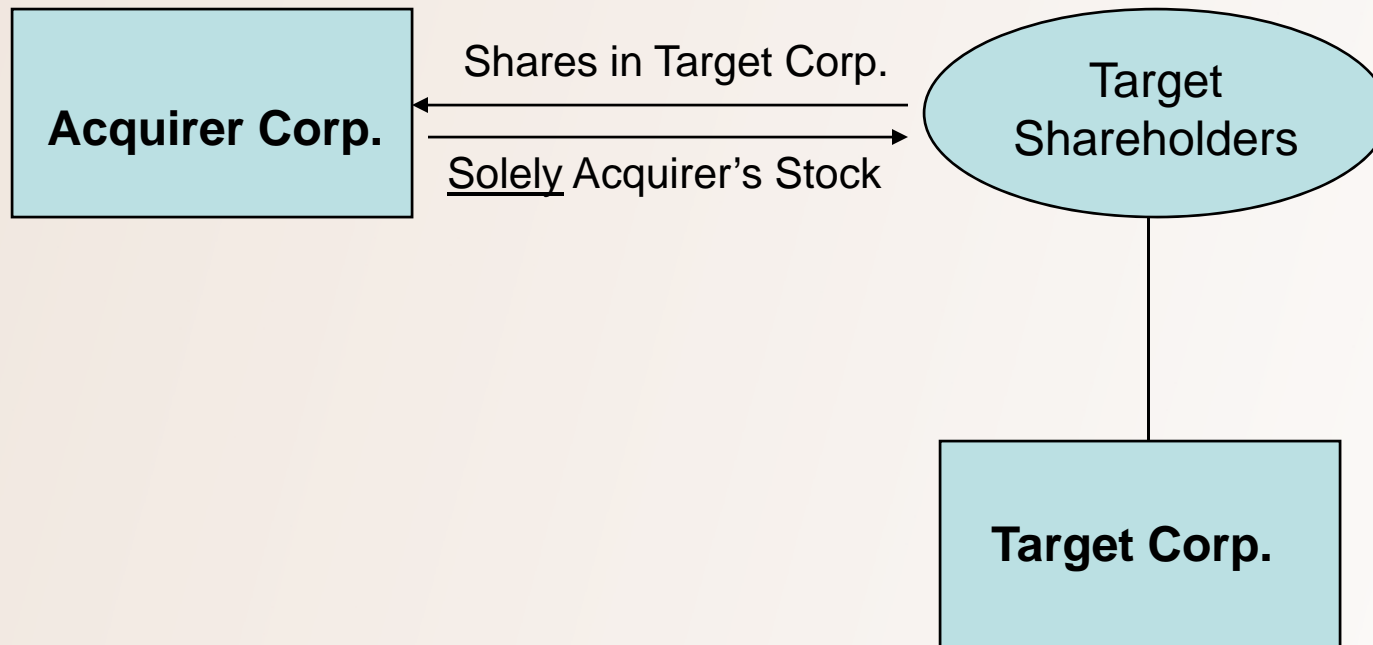 Shares in Target Corp.
Acquirer Corp.
Solely Acquirer's Stock
Target
Shareholders
Target Corp.